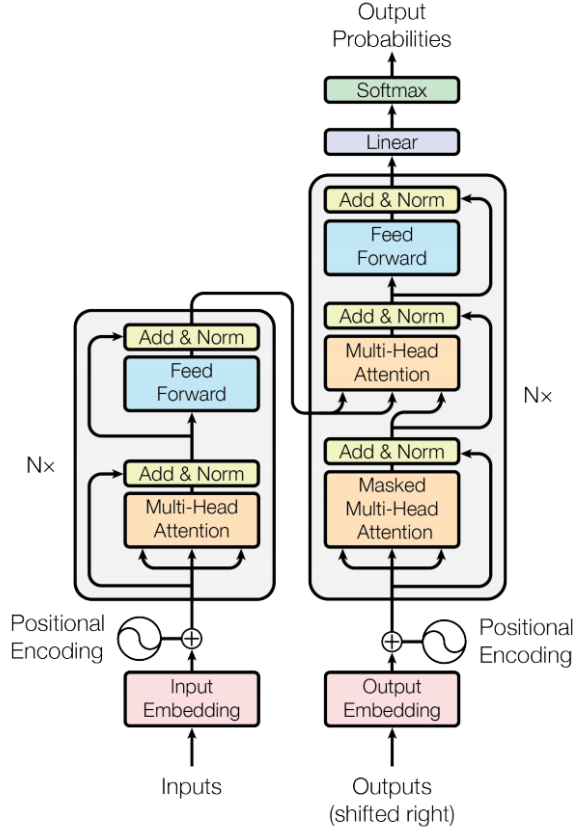 Output
Probabilities
Softmax
Linear
Add & Norm
Feed
Forward
Add & Norm
Multi-Head
Attention
Add & Norm
Masked
Multi-Head
Attention
N×
Add & Norm
Feed
Forward
Add & Norm
Multi-Head
Attention
N×
Positional
Encoding
Positional
Encoding
Input
Embedding
Output
Embedding
Inputs
Outputs
(shifted right)